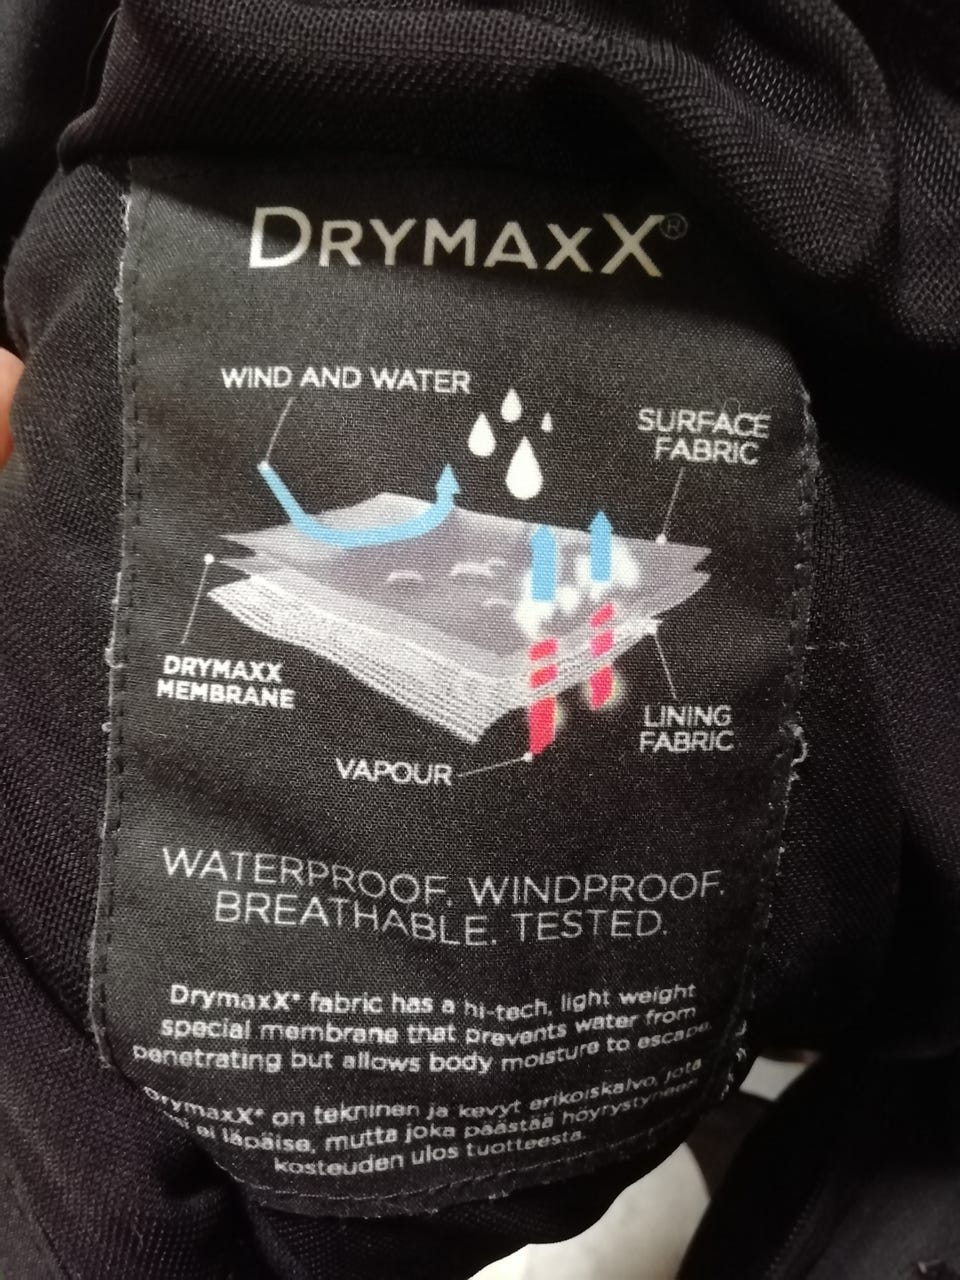 DRYMAXX®
WIND AND WATER
SURFACE
FABRIC
DRYMAXX
MEMBRANE
LINING
FABRIC
VAPOUR
WATERPROOF. WINDPROOF.
BREATHABLE. TESTED.
DrymaxX® fabric has a hi-tech, light weight
special membrane that prevents water from
penetrating but allows body moisture to escape.
DrymaxX® on tekninen ja kevyt erikoiskalvo, jota
ei läpäise, mutta joka päästää höyrystyneen
kosteuden ulos tuotteesta.